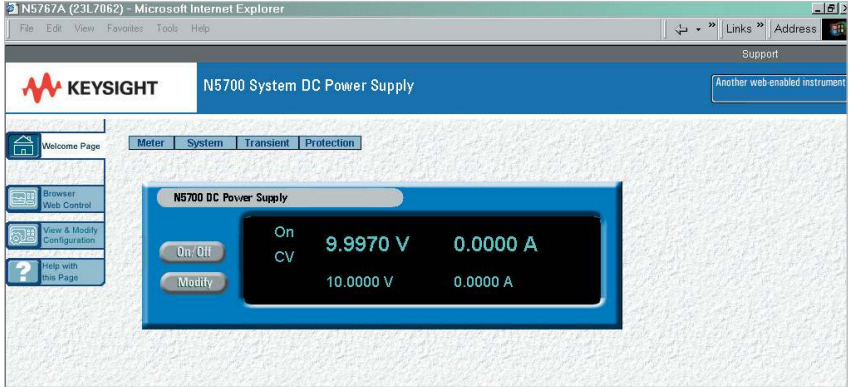 N5767A (23L7062) - Microsoft Internet Explorer
File Edit View Favorites Tools Help
» Links » Address
Support
KEYSIGHT
N5700 System DC Power Supply
Another web-enabled instrument
Welcome Page
Meter System Transient Protection
Browser
Web Control
View & Modify
Configuration
Help with
this Page
N5700 DC Power Supply
On/Off
Modify
On
CV
9.9970 V 0.0000 A
10.0000 V 0.0000 A